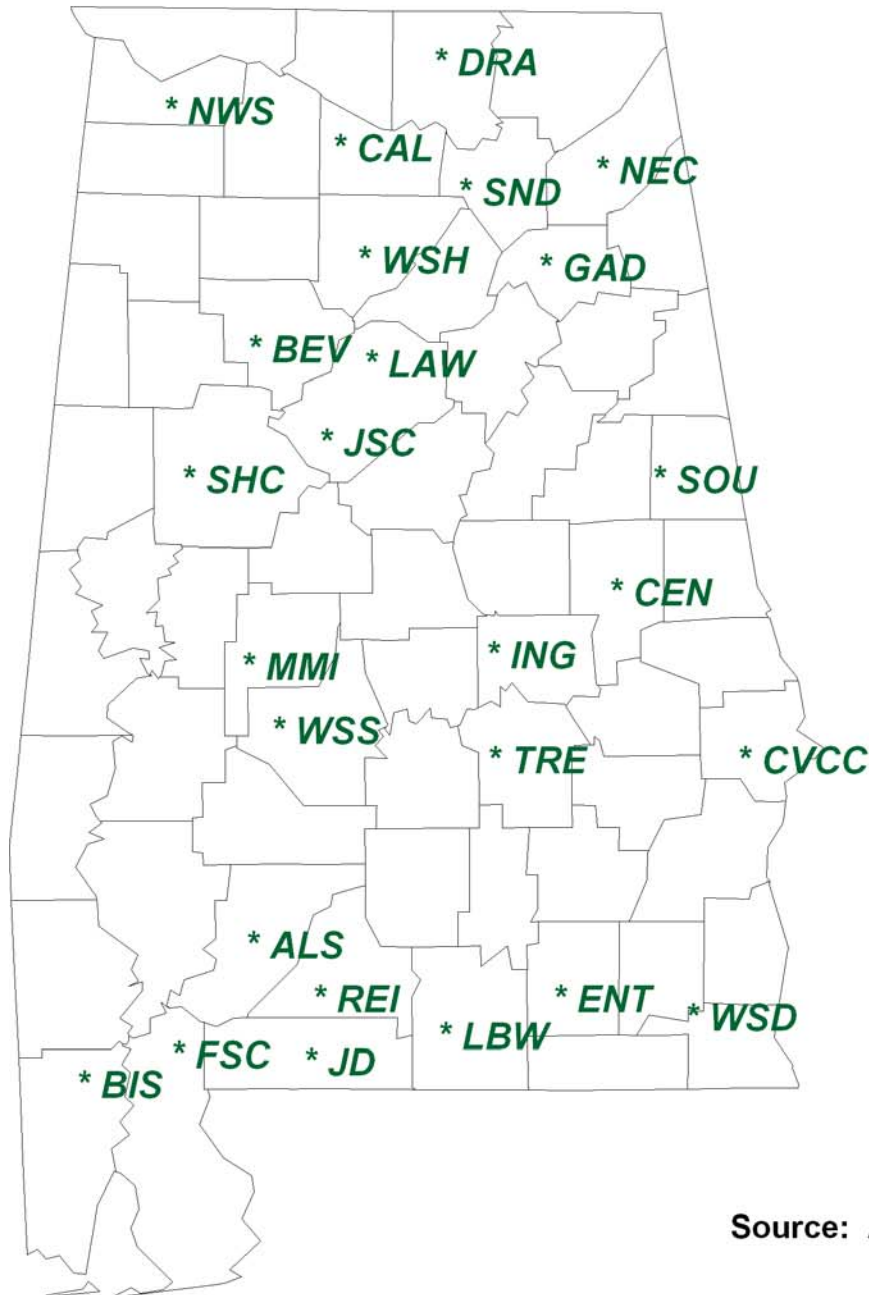 * DRA
* NWS
* CAL
* NEC
* SND
* WSH
* GAD
* BEV
* LAW
* JSC
* SHC
* SOU
* CEN
* ING
* MMI
* WSS
* TRE
* CVCC
* ALS
* REI
* ENT
* WSD
* LBW
* FSC
* JD
* BIS
Source: